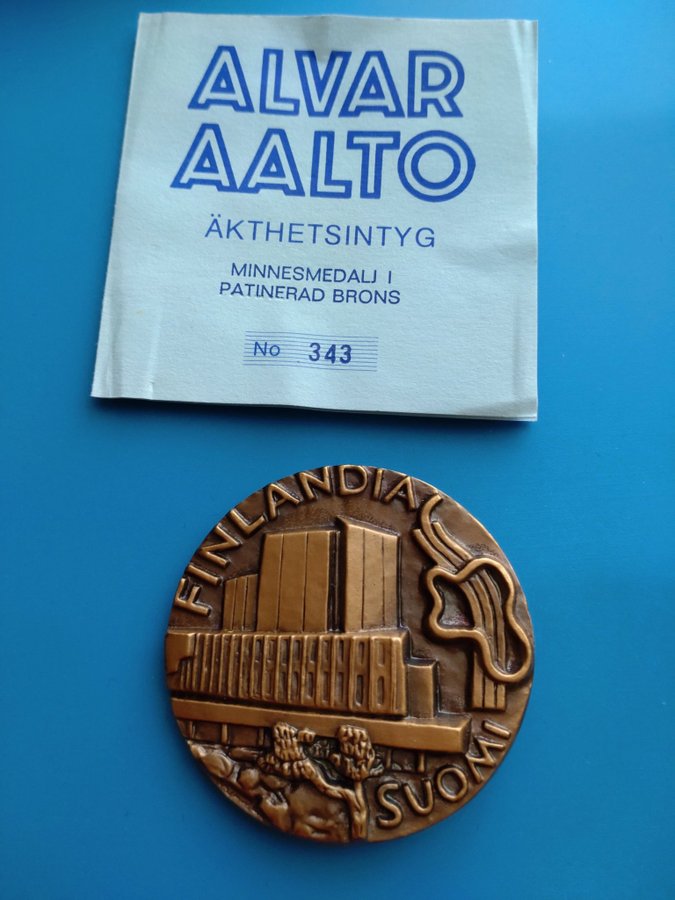 ALVAR
AALTO
ÄKTHETSINTYG
MINNESMEDALJ I
PATINERAD BRONS
No 343
FINLANDIA
SUOMI